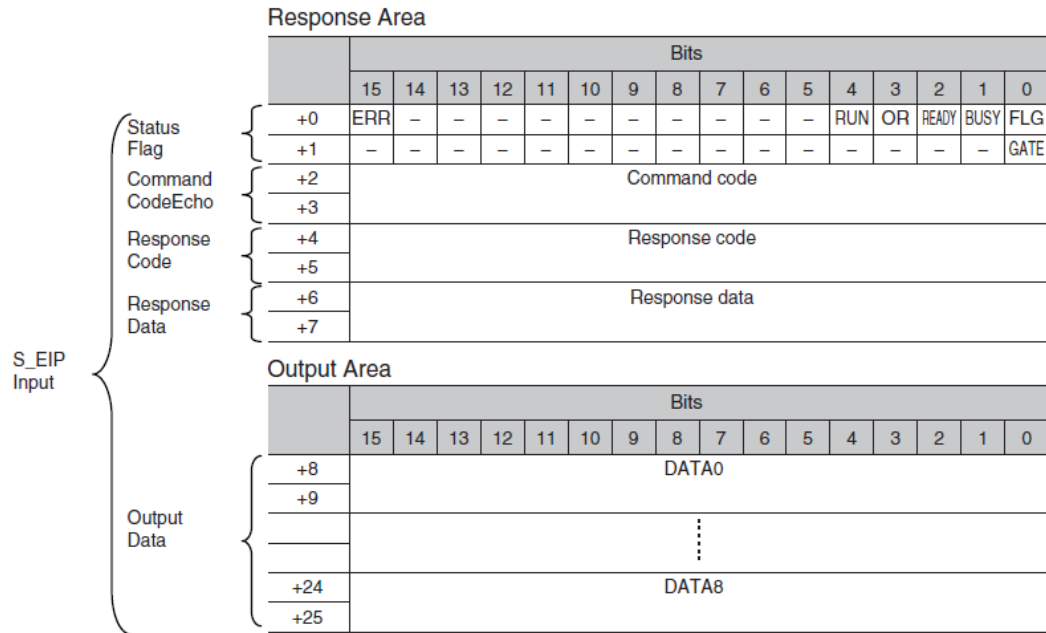 Response Area
Bits
15 14 13 12 11 10 9 8 7 6 5 4 3 2 1 0
Status Flag
+0 ERR – – – – – – – – – – RUN OR READY BUSY FLG
+1 – – – – – – – – – – – – – – – GATE
Command CodeEcho
+2 Command code
+3
Response Code
+4 Response code
+5
Response Data
+6 Response data
+7
S_EIP Input
Output Area
Bits
15 14 13 12 11 10 9 8 7 6 5 4 3 2 1 0
+8 DATA0
+9
Output Data
+24 DATA8
+25